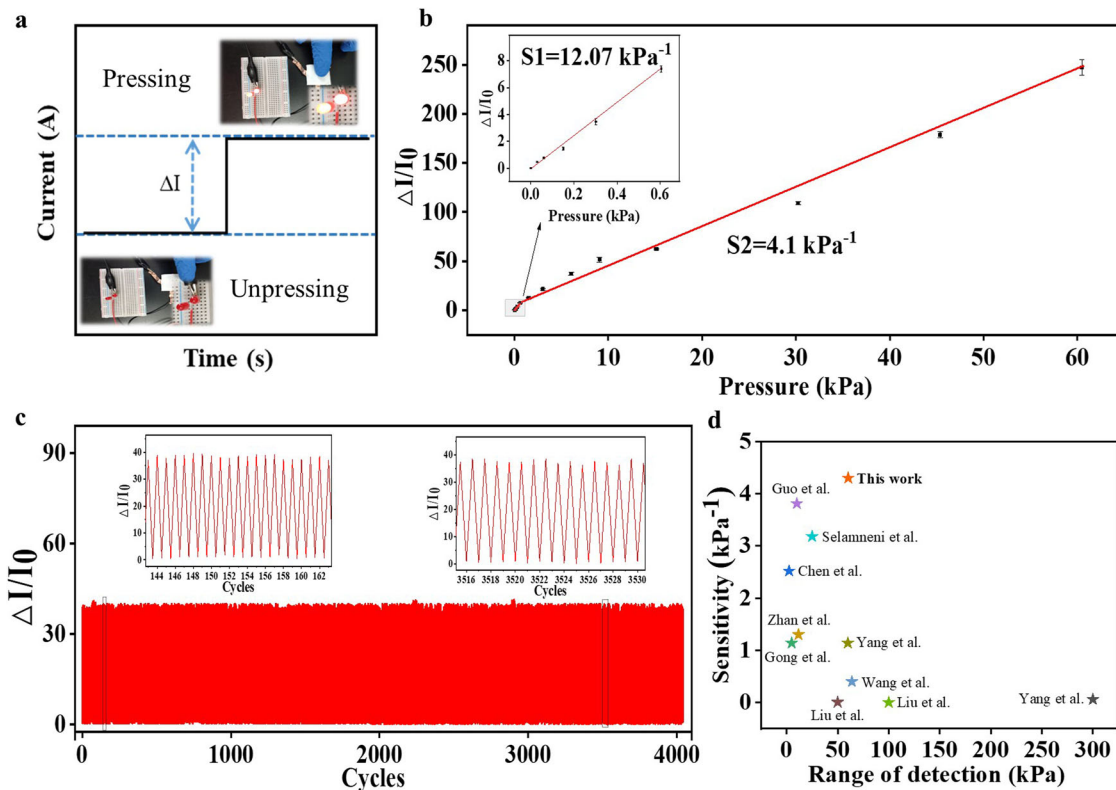 a
Pressing
ΔI
Unpressing
Current (A)
Time (s)
b
S1=12.07 kPa⁻¹
△I/I0
8
6
4
2
0
0.0 0.2 0.4 0.6
Pressure (kPa)
S2=4.1 kPa⁻¹
△I/I0
250
200
150
100
50
0
0 10 20 30 40 50 60
Pressure (kPa)
c
△I/I0
90
60
30
0
0 1000 2000 3000 4000
Cycles
△I/I0
40
30
20
10
0
144 146 148 150 152 154 156 158 160 162
Cycles
△I/I0
40
30
20
10
0
3516 3518 3520 3522 3524 3526 3528 3530
Cycles
d
Sensitivity (kPa⁻¹)
5
4
3
2
1
0
This work
Guo et al.
Selamneni et al.
Chen et al.
Zhan et al.
Gong et al.
Yang et al.
Wang et al.
Liu et al.
Liu et al.
Yang et al.
0 50 100 150 200 250 300
Range of detection (kPa)